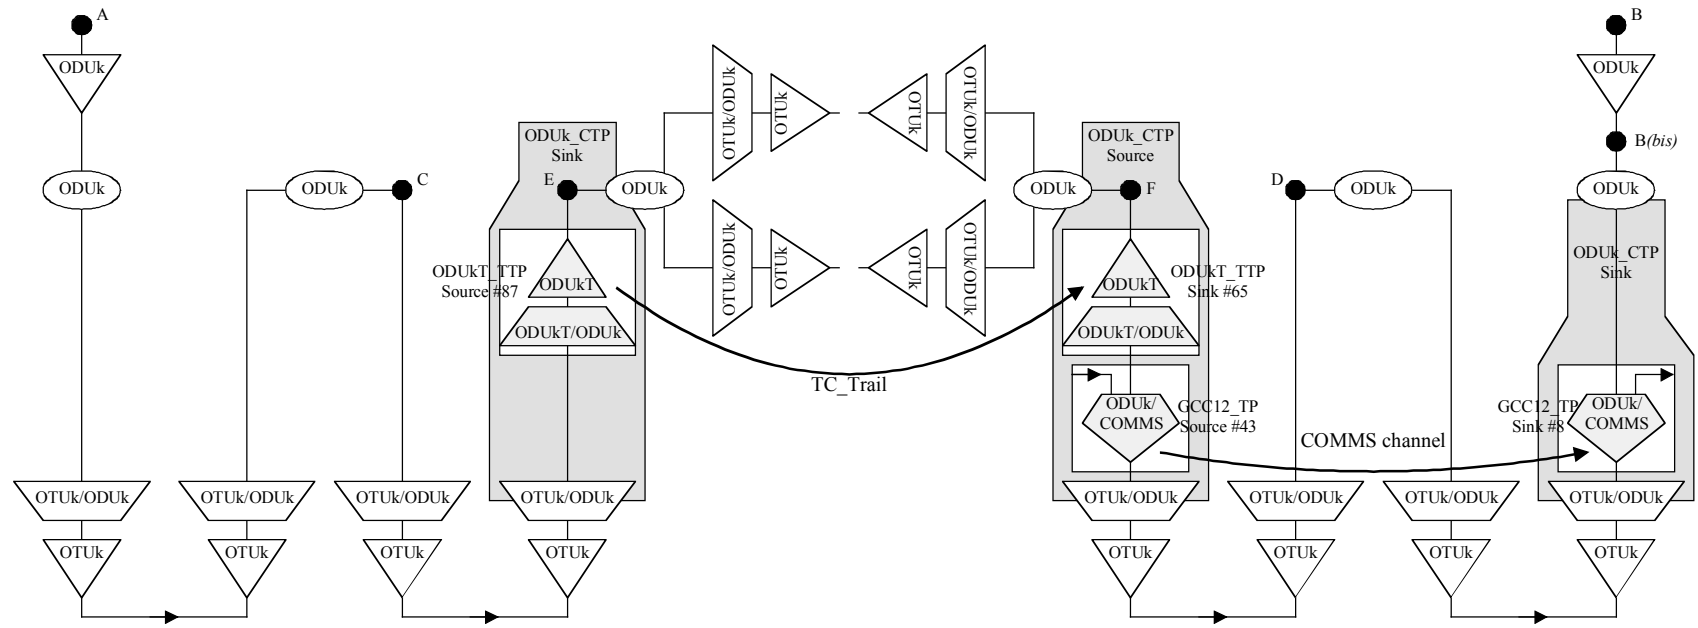 A
B
ODUk
ODUk
B(bis)
OTUk/ODUk
OTUk
OTUk
OTUk/ODUk
ODUk_CTP
Sink
ODUk_CTP
Source
ODUk
ODUk
C
E
ODUk
ODUk
F
D
ODUk
ODUk
OTUk/ODUk
OTUk
OTUk
OTUk/ODUk
ODUk_CTP
Sink
ODUkT_TTP
Source #87
ODUkT
ODUkT
ODUkT_TTP
Sink #65
ODUkT/ODUk
ODUkT/ODUk
TC_Trail
ODUk/
COMMS
GCC12_TP
Source #43
COMMS channel
GCC12_TP
Sink #8
ODUk/
COMMS
OTUk/ODUk
OTUk/ODUk
OTUk/ODUk
OTUk/ODUk
OTUk/ODUk
OTUk/ODUk
OTUk/ODUk
OTUk/ODUk
OTUk
OTUk
OTUk
OTUk
OTUk
OTUk
OTUk
OTUk